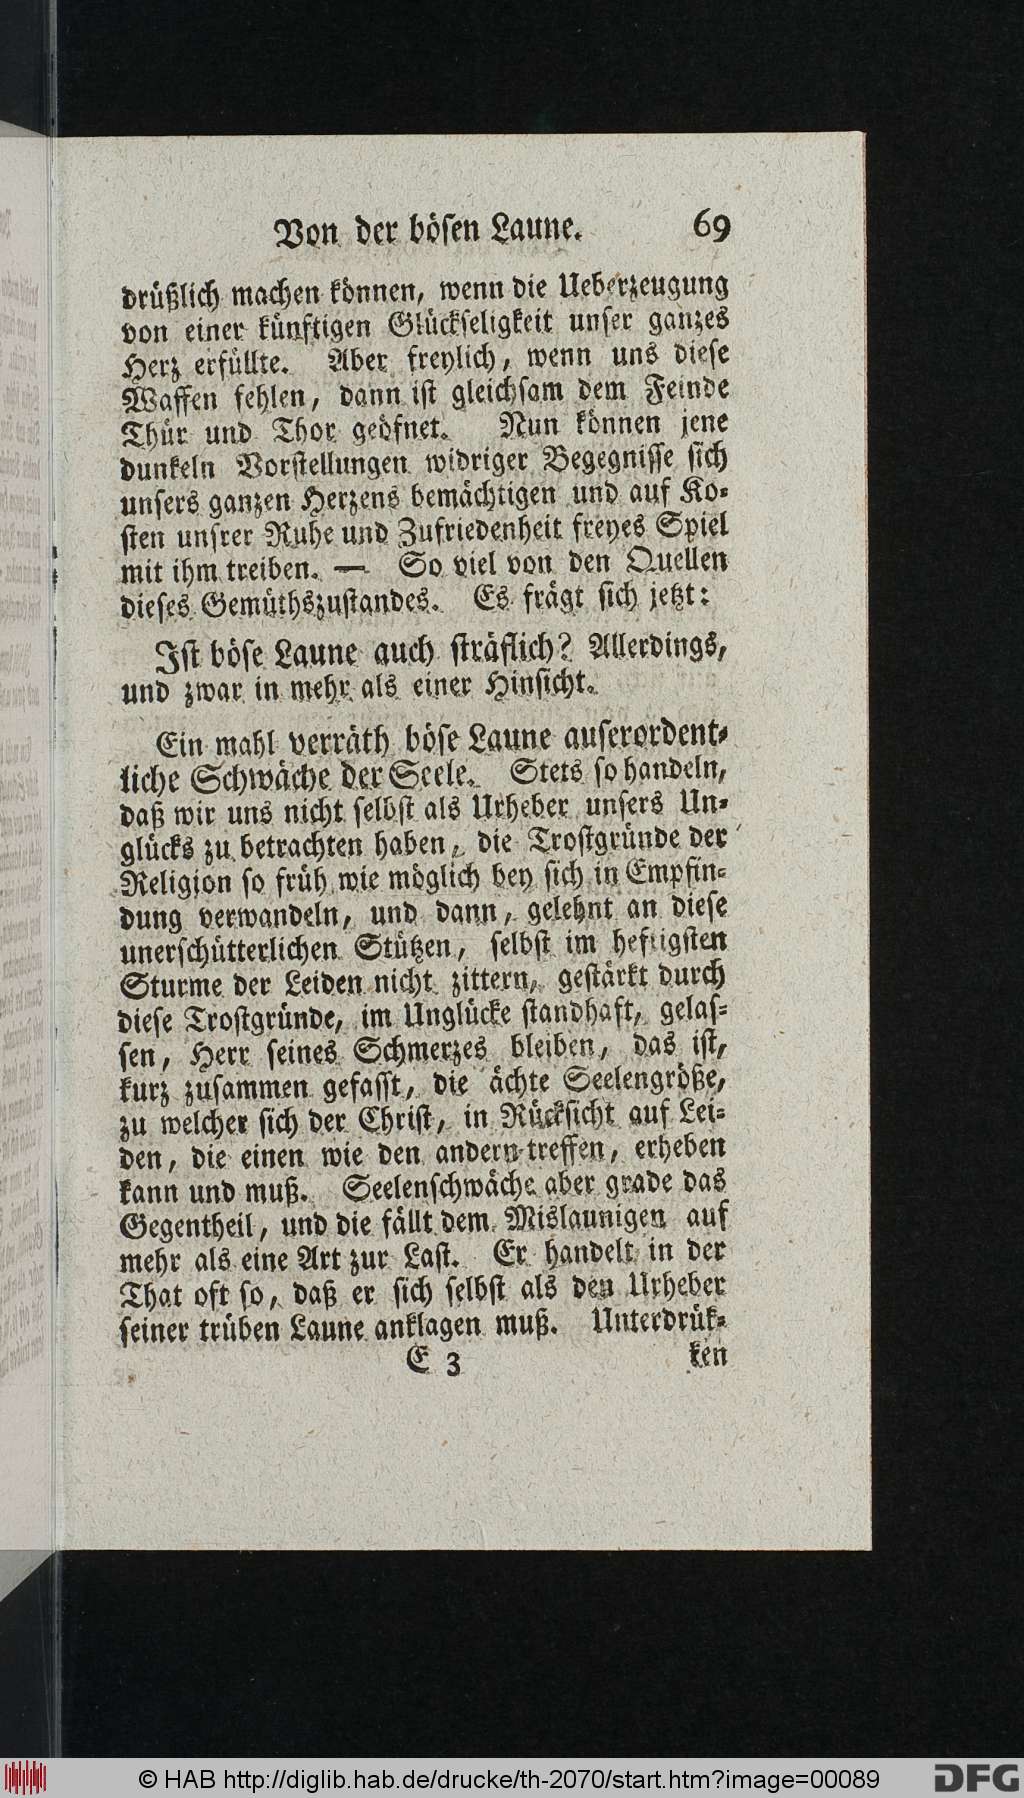 Von der bösen Laune. 69
drüßlich machen können, wenn die Ueberzeugung
von einer künftigen Glückseligkeit unser ganzes
Herz erfüllte. Aber freylich, wenn uns diese
Waffen fehlen, dann ist gleichsam dem Feinde
Thür und Thor geöfnet. Nun können jene
dunkeln Vorstellungen widriger Begegnisse sich
unsers ganzen Herzens bemächtigen und auf Ko-
sten unsrer Ruhe und Zufriedenheit freyes Spiel
mit ihm treiben. — So viel von den Quellen
dieses Gemüthszustandes. Es frägt sich jetzt:
Ist böse Laune auch sträflich? Allerdings,
und zwar in mehr als einer Hinsicht.
Ein mahl verräth böse Laune auserordent-
liche Schwäche der Seele. Stets so handeln,
daß wir uns nicht selbst als Urheber unsers Un-
glücks zu betrachten haben, die Trostgründe der
Religion so früh wie möglich bey sich in Empfin-
dung verwandeln, und dann, gelehnt an diese
unerschütterlichen Stützen, selbst im heftigsten
Sturme der Leiden nicht zittern, gestärkt durch
diese Trostgründe, im Unglücke standhaft, gelas-
sen, Herr seines Schmerzes bleiben, das ist,
kurz zusammen gefasst, die ächte Seelengröße,
zu welcher sich der Christ, in Rücksicht auf Lei-
den, die einen wie den andern treffen, erheben
kann und muß. Seelenschwäche aber grade das
Gegentheil, und die fällt dem Mislaunigen auf
mehr als eine Art zur Last. Er handelt in der
That oft so, daß er sich selbst als den Urheber
seiner trüben Laune anklagen muß. Unterdrük-
E 3 ken
© HAB http://diglib.hab.de/drucke/th-2070/start.htm?image=00089
DFG